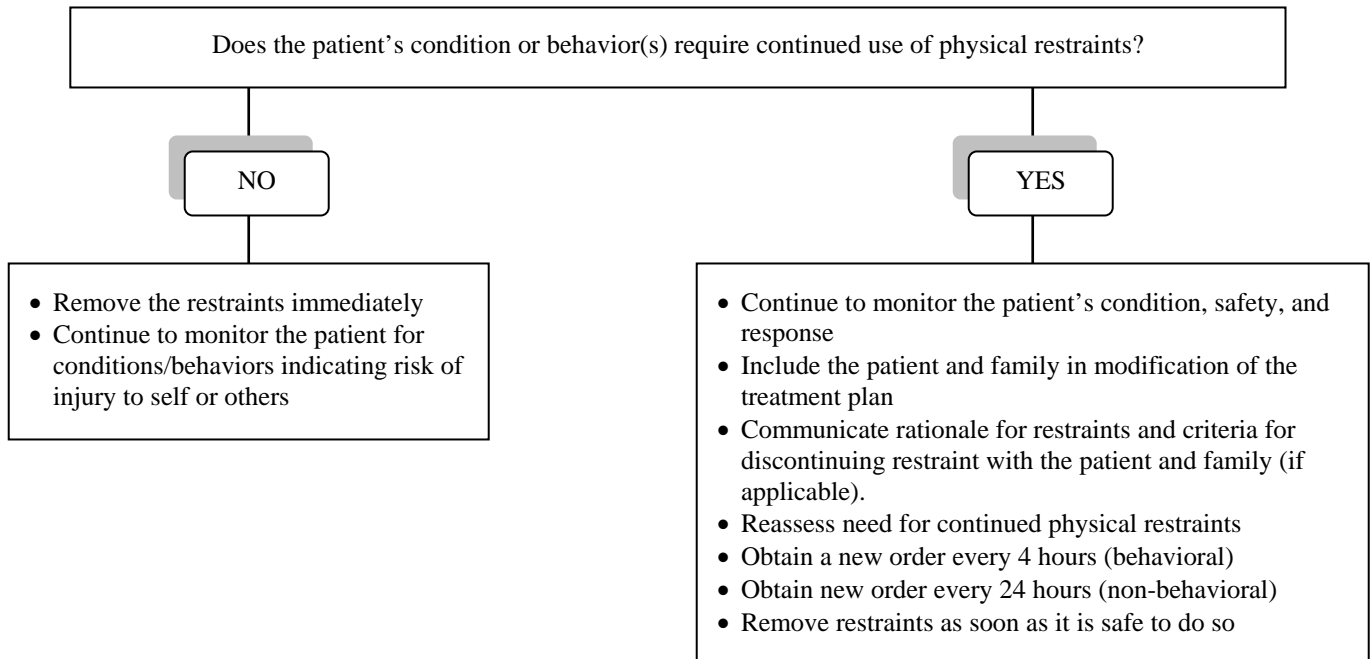 Does the patient’s condition or behavior(s) require continued use of physical restraints?
NO
YES
• Remove the restraints immediately
• Continue to monitor the patient for
conditions/behaviors indicating risk of
injury to self or others
• Continue to monitor the patient’s condition, safety, and
response
• Include the patient and family in modification of the
treatment plan
• Communicate rationale for restraints and criteria for
discontinuing restraint with the patient and family (if
applicable).
• Reassess need for continued physical restraints
• Obtain a new order every 4 hours (behavioral)
• Obtain new order every 24 hours (non-behavioral)
• Remove restraints as soon as it is safe to do so